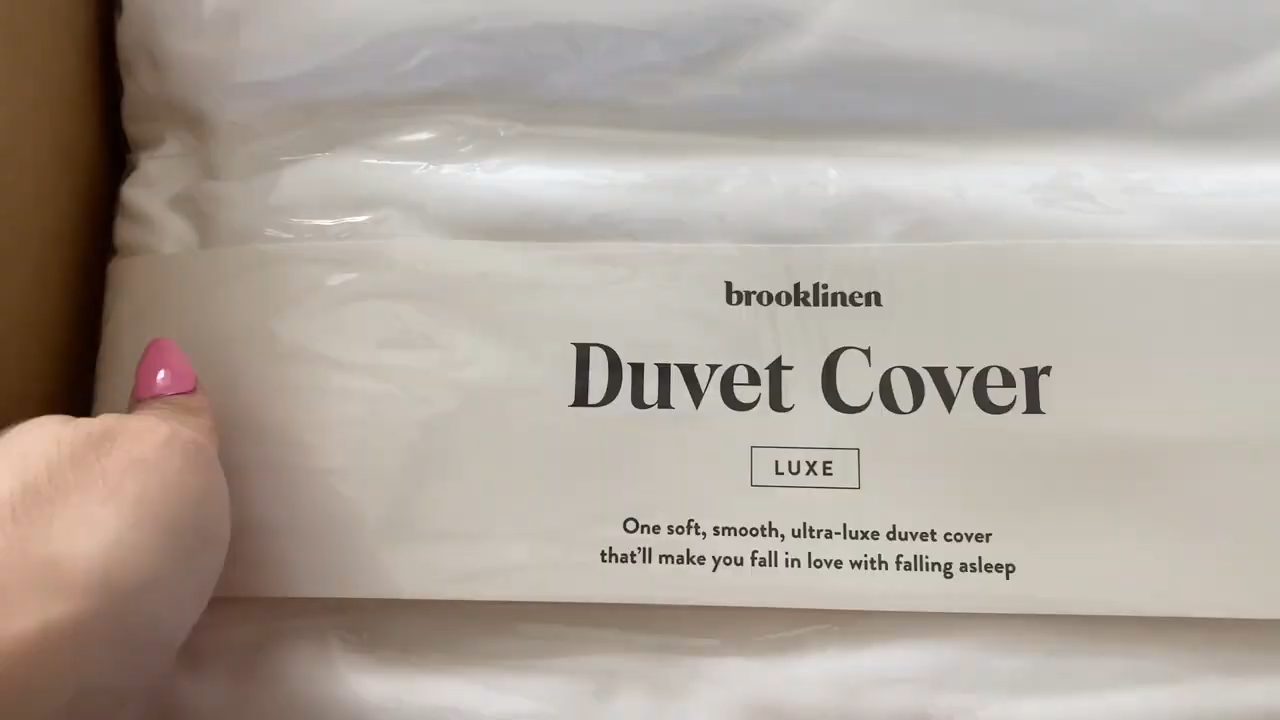 brooklinen
Duvet Cover
LUXE
One soft, smooth, ultra-luxe duvet cover
that'll make you fall in love with falling asleep